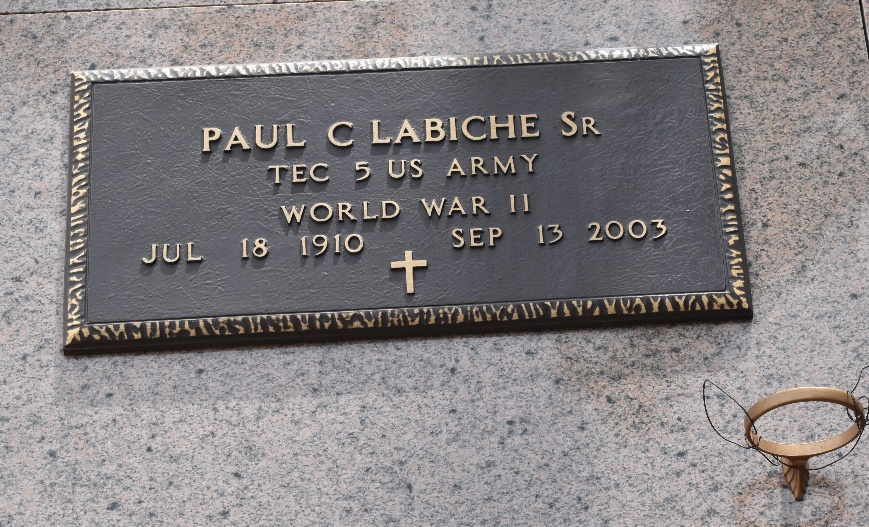 PAUL C LABICHE SR
TEC 5 US ARMY
WORLD WAR II
JUL 18 1910 SEP 13 2003